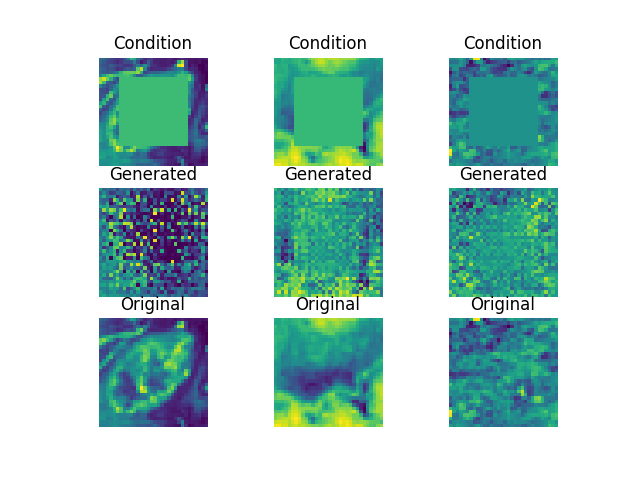 Condition Condition Condition
Generated Generated Generated
Original Original Original